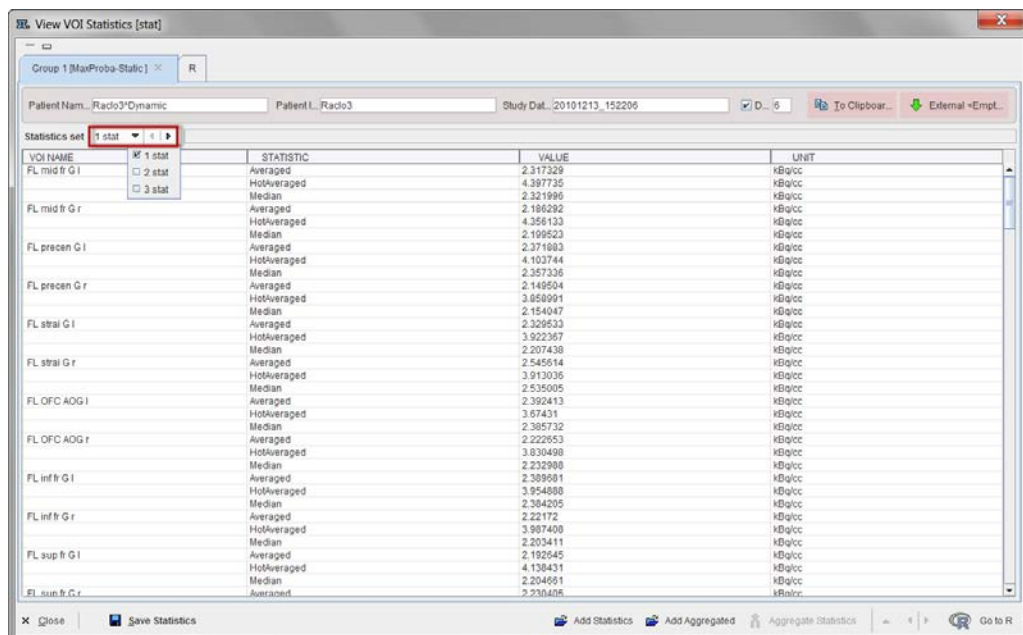 View VOI Statistics [stat]
Group 1 [MaxProba-Static] R
Patient Nam... Raclo3^Dynamic Patient I... Raclo3 Study Dat... 20101213_152206 D... 6 To Clipboar... External <Empt...
Statistics set 1 stat
1 stat
2 stat
3 stat
VOI NAME STATISTIC VALUE UNIT
FL mid fr G l Averaged 2.317329 kBq/cc
HotAveraged 4.397735 kBq/cc
Median 2.321996 kBq/cc
FL mid fr G r Averaged 2.186292 kBq/cc
HotAveraged 4.356133 kBq/cc
Median 2.199523 kBq/cc
FL precen G l Averaged 2.371883 kBq/cc
HotAveraged 4.103744 kBq/cc
Median 2.357336 kBq/cc
FL precen G r Averaged 2.149504 kBq/cc
HotAveraged 3.858991 kBq/cc
Median 2.154047 kBq/cc
FL strai G l Averaged 2.329533 kBq/cc
HotAveraged 3.922367 kBq/cc
Median 2.207438 kBq/cc
FL strai G r Averaged 2.545614 kBq/cc
HotAveraged 3.913036 kBq/cc
Median 2.535005 kBq/cc
FL OFC AOG l Averaged 2.392413 kBq/cc
HotAveraged 3.67431 kBq/cc
Median 2.385732 kBq/cc
FL OFC AOG r Averaged 2.222653 kBq/cc
HotAveraged 3.830498 kBq/cc
Median 2.232988 kBq/cc
FL inf fr G l Averaged 2.389681 kBq/cc
HotAveraged 3.954888 kBq/cc
Median 2.384205 kBq/cc
FL inf fr G r Averaged 2.22172 kBq/cc
HotAveraged 3.987408 kBq/cc
Median 2.203411 kBq/cc
FL sup fr G l Averaged 2.192645 kBq/cc
HotAveraged 4.138431 kBq/cc
Median 2.204661 kBq/cc
FL sup fr G r Averaged 2.230405 kBq/cc
Close Save Statistics Add Statistics Add Aggregated Aggregate Statistics Go to R